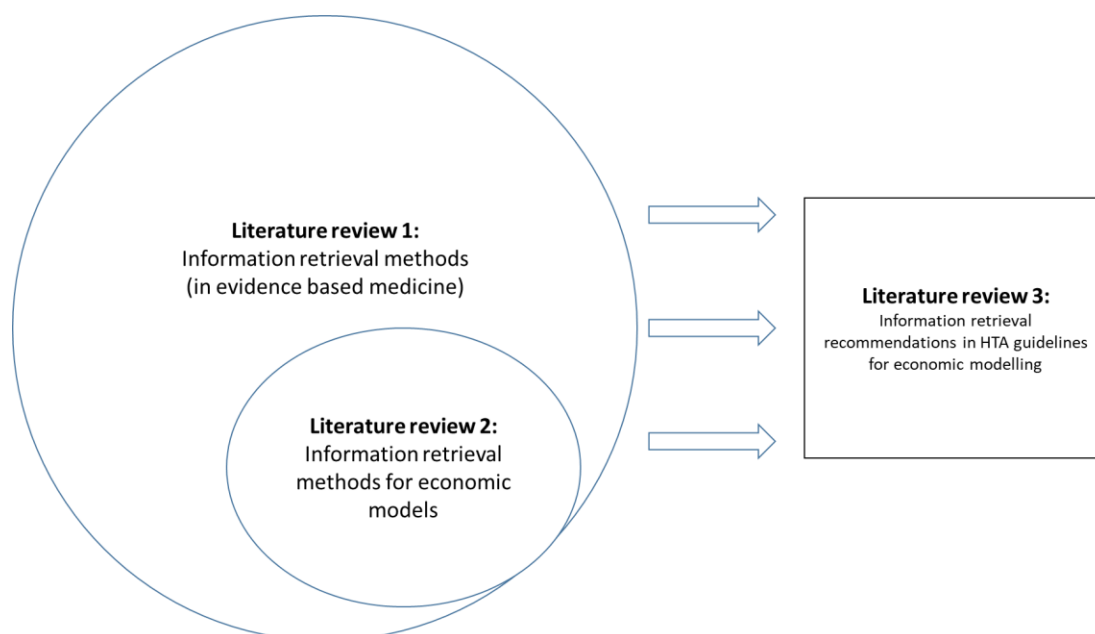 Literature review 1:
Information retrieval methods
(in evidence based medicine)
Literature review 2:
Information retrieval
methods for economic
models
Literature review 3:
Information retrieval
recommendations in HTA guidelines
for economic modelling